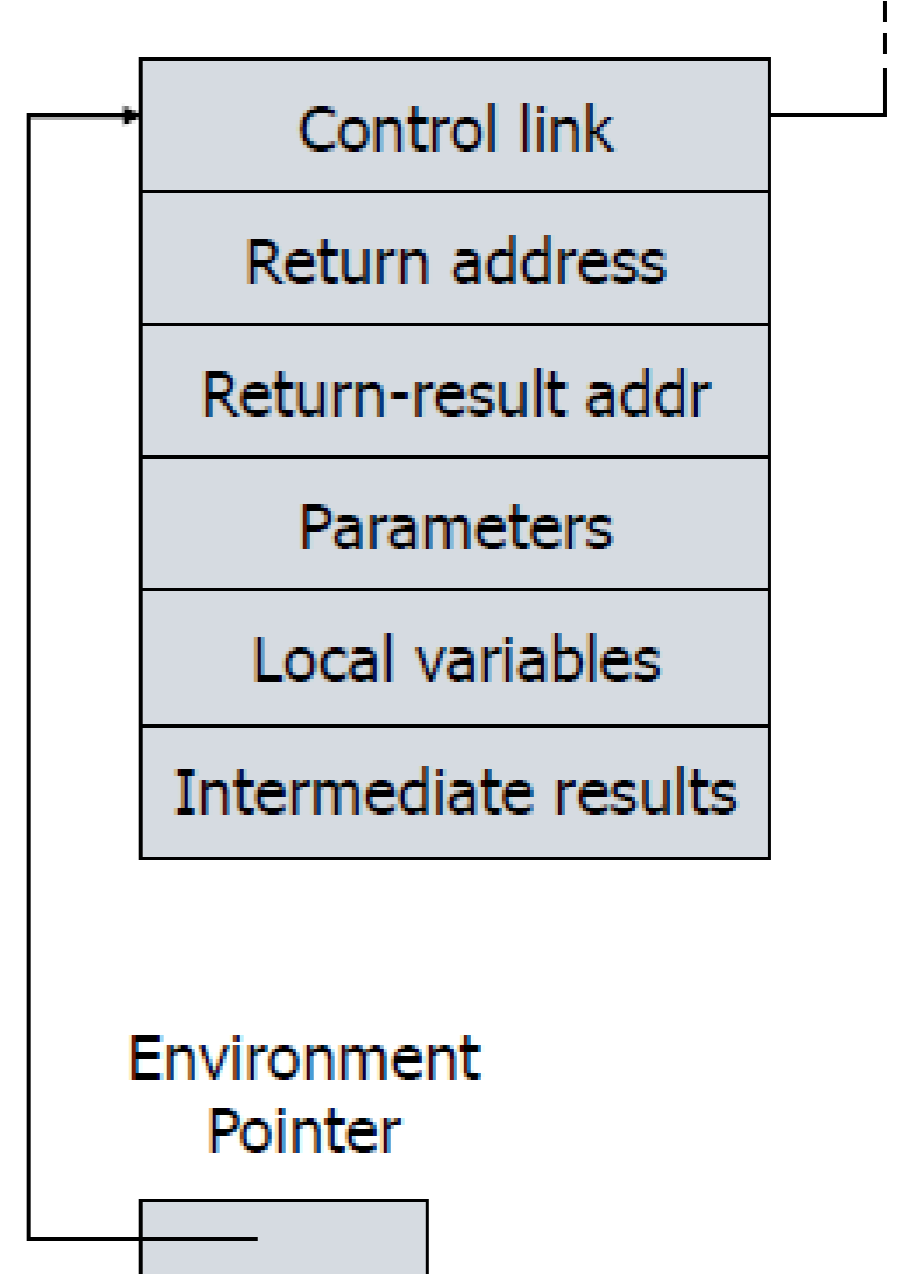 Control link
Return address
Return-result addr
Parameters
Local variables
Intermediate results
Environment
Pointer